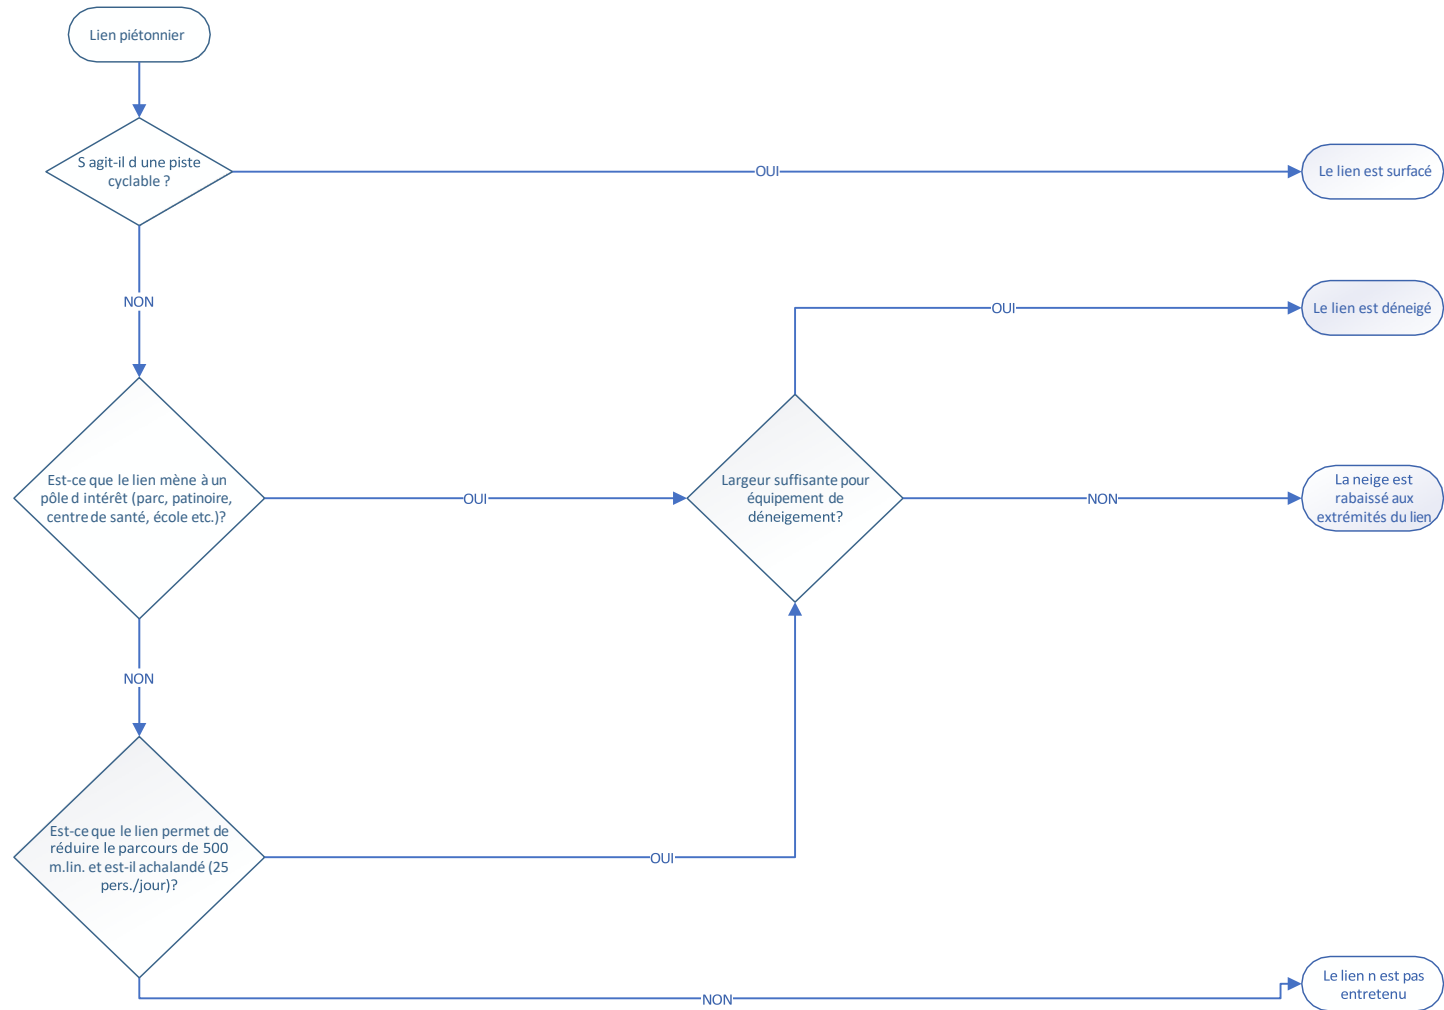 Lien piétonnier
S agit-il d une piste
cyclable ?
OUI
Le lien est surfacé
NON
OUI
Le lien est déneigé
Est-ce que le lien mène à un
pôle d intérêt (parc, patinoire,
centre de santé, école etc.)?
OUI
Largeur suffisante pour
équipement de
déneigement?
NON
La neige est
rabaissé aux
extrémités du lien
NON
Est-ce que le lien permet de
réduire le parcours de 500
m.lin. et est-il achalandé (25
pers./jour)?
OUI
NON
Le lien n est pas
entretenu